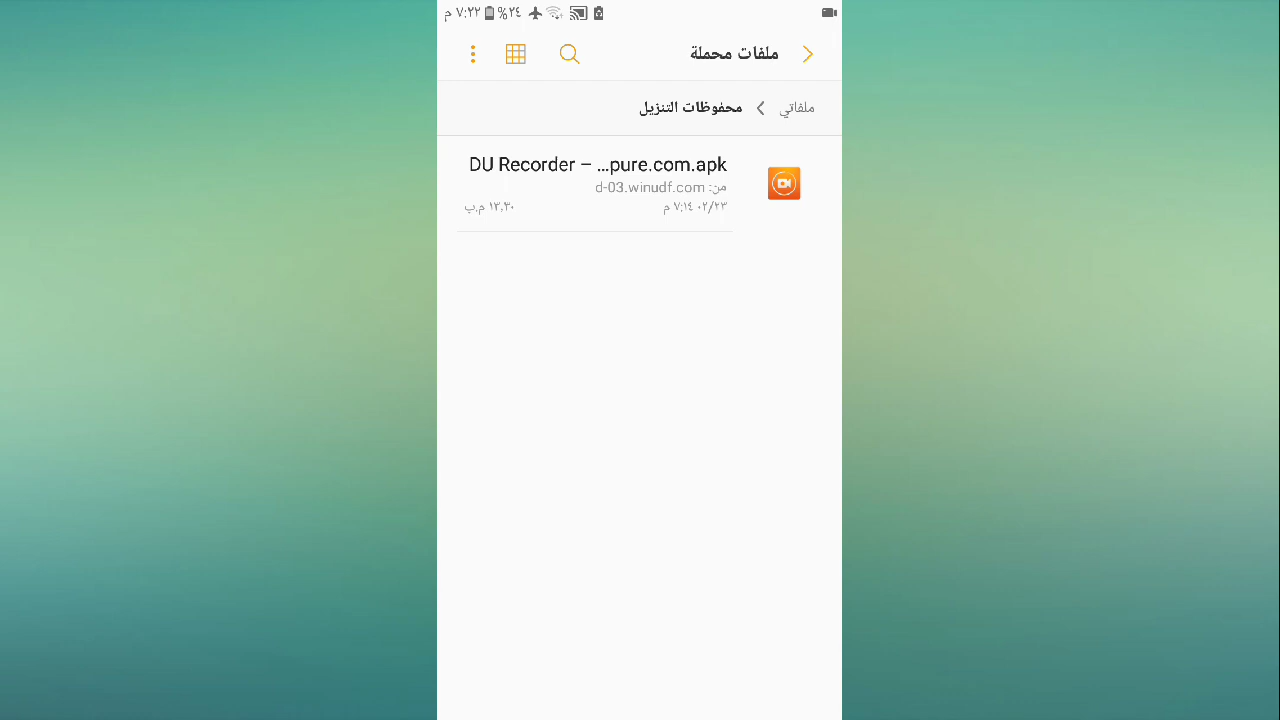 ٧:٢٢ م ٢٤%
ملفات محملة
ملفاتي
محفوظات التنزيل
DU Recorder – ...pure.com.apk
من: d-03.winudf.com
٠٢/٢٣ ٧:١٤ م
١٣,٣٠ م.ب